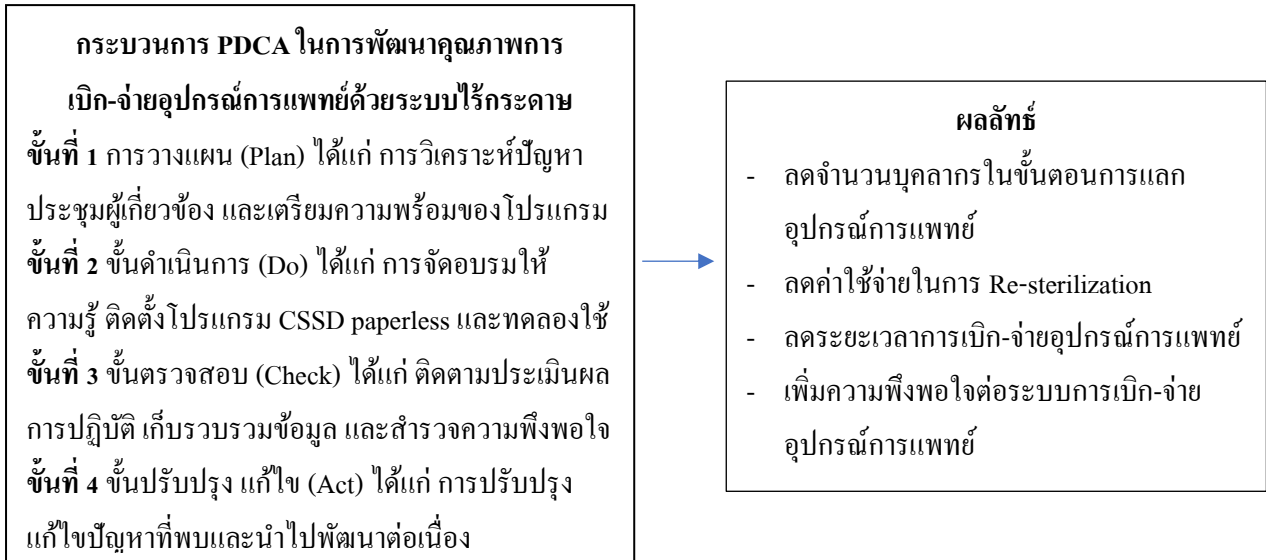 กระบวนการ PDCA ในการพัฒนาคุณภาพการ
เบิก-จ่ายอุปกรณ์การแพทย์ด้วยระบบไร้กระดาษ
ขั้นที่ 1 การวางแผน (Plan) ได้แก่ การวิเคราะห์ปัญหา
ประชุมผู้เกี่ยวข้อง และเตรียมความพร้อมของโปรแกรม
ขั้นที่ 2 ขั้นดำเนินการ (Do) ได้แก่ การจัดอบรมให้
ความรู้ ติดตั้งโปรแกรม CSSD paperless และทดลองใช้
ขั้นที่ 3 ขั้นตรวจสอบ (Check) ได้แก่ ติดตามประเมินผล
การปฏิบัติ เก็บรวบรวมข้อมูล และสำรวจความพึงพอใจ
ขั้นที่ 4 ขั้นปรับปรุง แก้ไข (Act) ได้แก่ การปรับปรุง
แก้ไขปัญหาที่พบและนำไปพัฒนาต่อเนื่อง
ผลลัทธ์
- ลดจำนวนบุคลากรในขั้นตอนการแลก
อุปกรณ์การแพทย์
- ลดค่าใช้จ่ายในการ Re-sterilization
- ลดระยะเวลาการเบิก-จ่ายอุปกรณ์การแพทย์
- เพิ่มความพึงพอใจต่อระบบการเบิก-จ่าย
อุปกรณ์การแพทย์